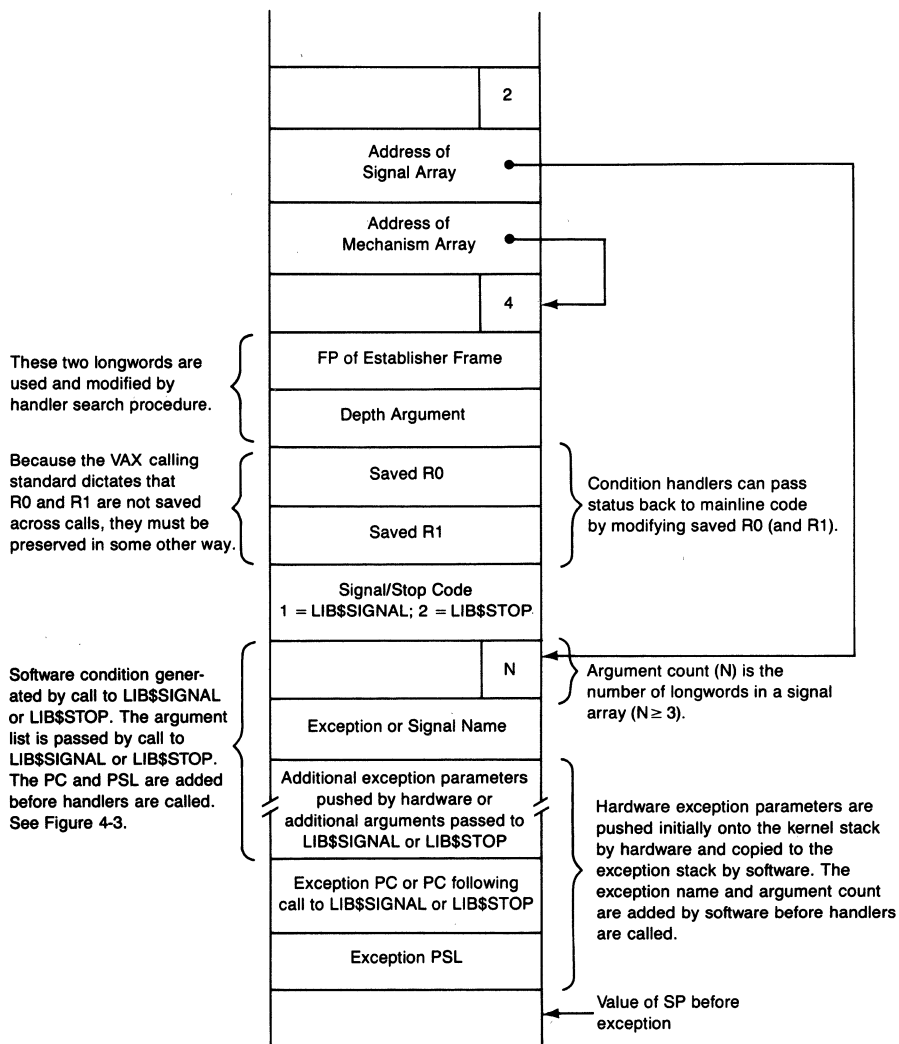 2
Address of
Signal Array
Address of
Mechanism Array
4
These two longwords are
used and modified by
handler search procedure.
FP of Establisher Frame
Depth Argument
Because the VAX calling
standard dictates that
R0 and R1 are not saved
across calls, they must be
preserved in some other way.
Saved R0
Saved R1
Condition handlers can pass
status back to mainline code
by modifying saved R0 (and R1).
Signal/Stop Code
1 = LIB$SIGNAL; 2 = LIB$STOP
Software condition gener-
ated by call to LIB$SIGNAL
or LIB$STOP. The argument
list is passed by call to
LIB$SIGNAL or LIB$STOP.
The PC and PSL are added
before handlers are called.
See Figure 4-3.
N
Argument count (N) is the
number of longwords in a signal
array (N ≥ 3).
Exception or Signal Name
Additional exception parameters
pushed by hardware or
additional arguments passed to
LIB$SIGNAL or LIB$STOP
Exception PC or PC following
call to LIB$SIGNAL or LIB$STOP
Exception PSL
Hardware exception parameters are
pushed initially onto the kernel stack
by hardware and copied to the
exception stack by software. The
exception name and argument count
are added by software before handlers
are called.
Value of SP before
exception